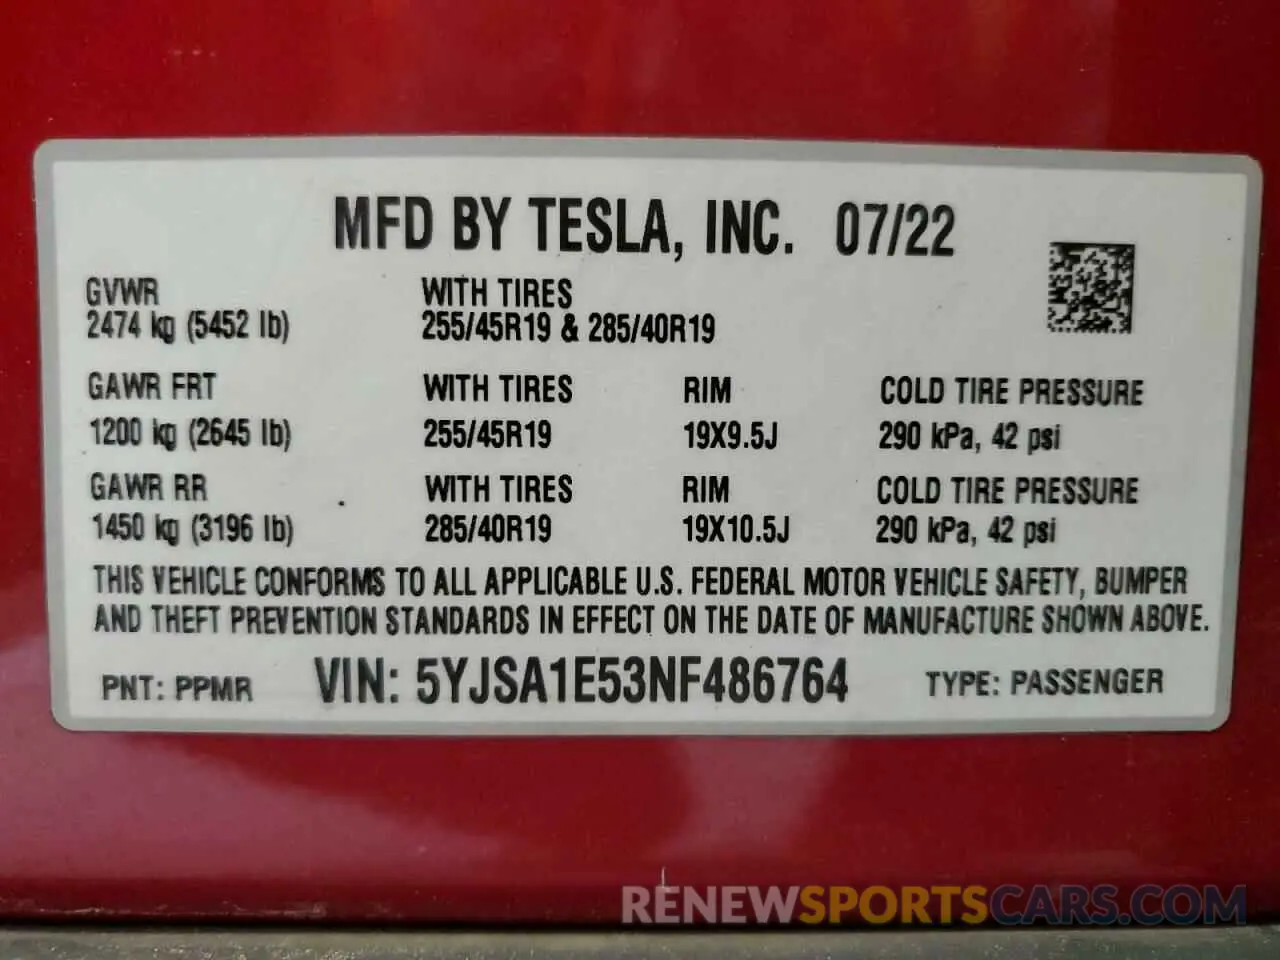 MFD BY TESLA, INC. 07/22
GVWR WITH TIRES
2474 kg (5452 lb) 255/45R19 & 285/40R19
GAWR FRT WITH TIRES RIM COLD TIRE PRESSURE
1200 kg (2645 lb) 255/45R19 19X9.5J 290 kPa, 42 psi
GAWR RR WITH TIRES RIM COLD TIRE PRESSURE
1450 kg (3196 lb) 285/40R19 19X10.5J 290 kPa, 42 psi
THIS VEHICLE CONFORMS TO ALL APPLICABLE U.S. FEDERAL MOTOR VEHICLE SAFETY, BUMPER
AND THEFT PREVENTION STANDARDS IN EFFECT ON THE DATE OF MANUFACTURE SHOWN ABOVE.
PNT: PPMR VIN: 5YJSA1E53NF486764 TYPE: PASSENGER
RENEWSPORTSCARS.COM